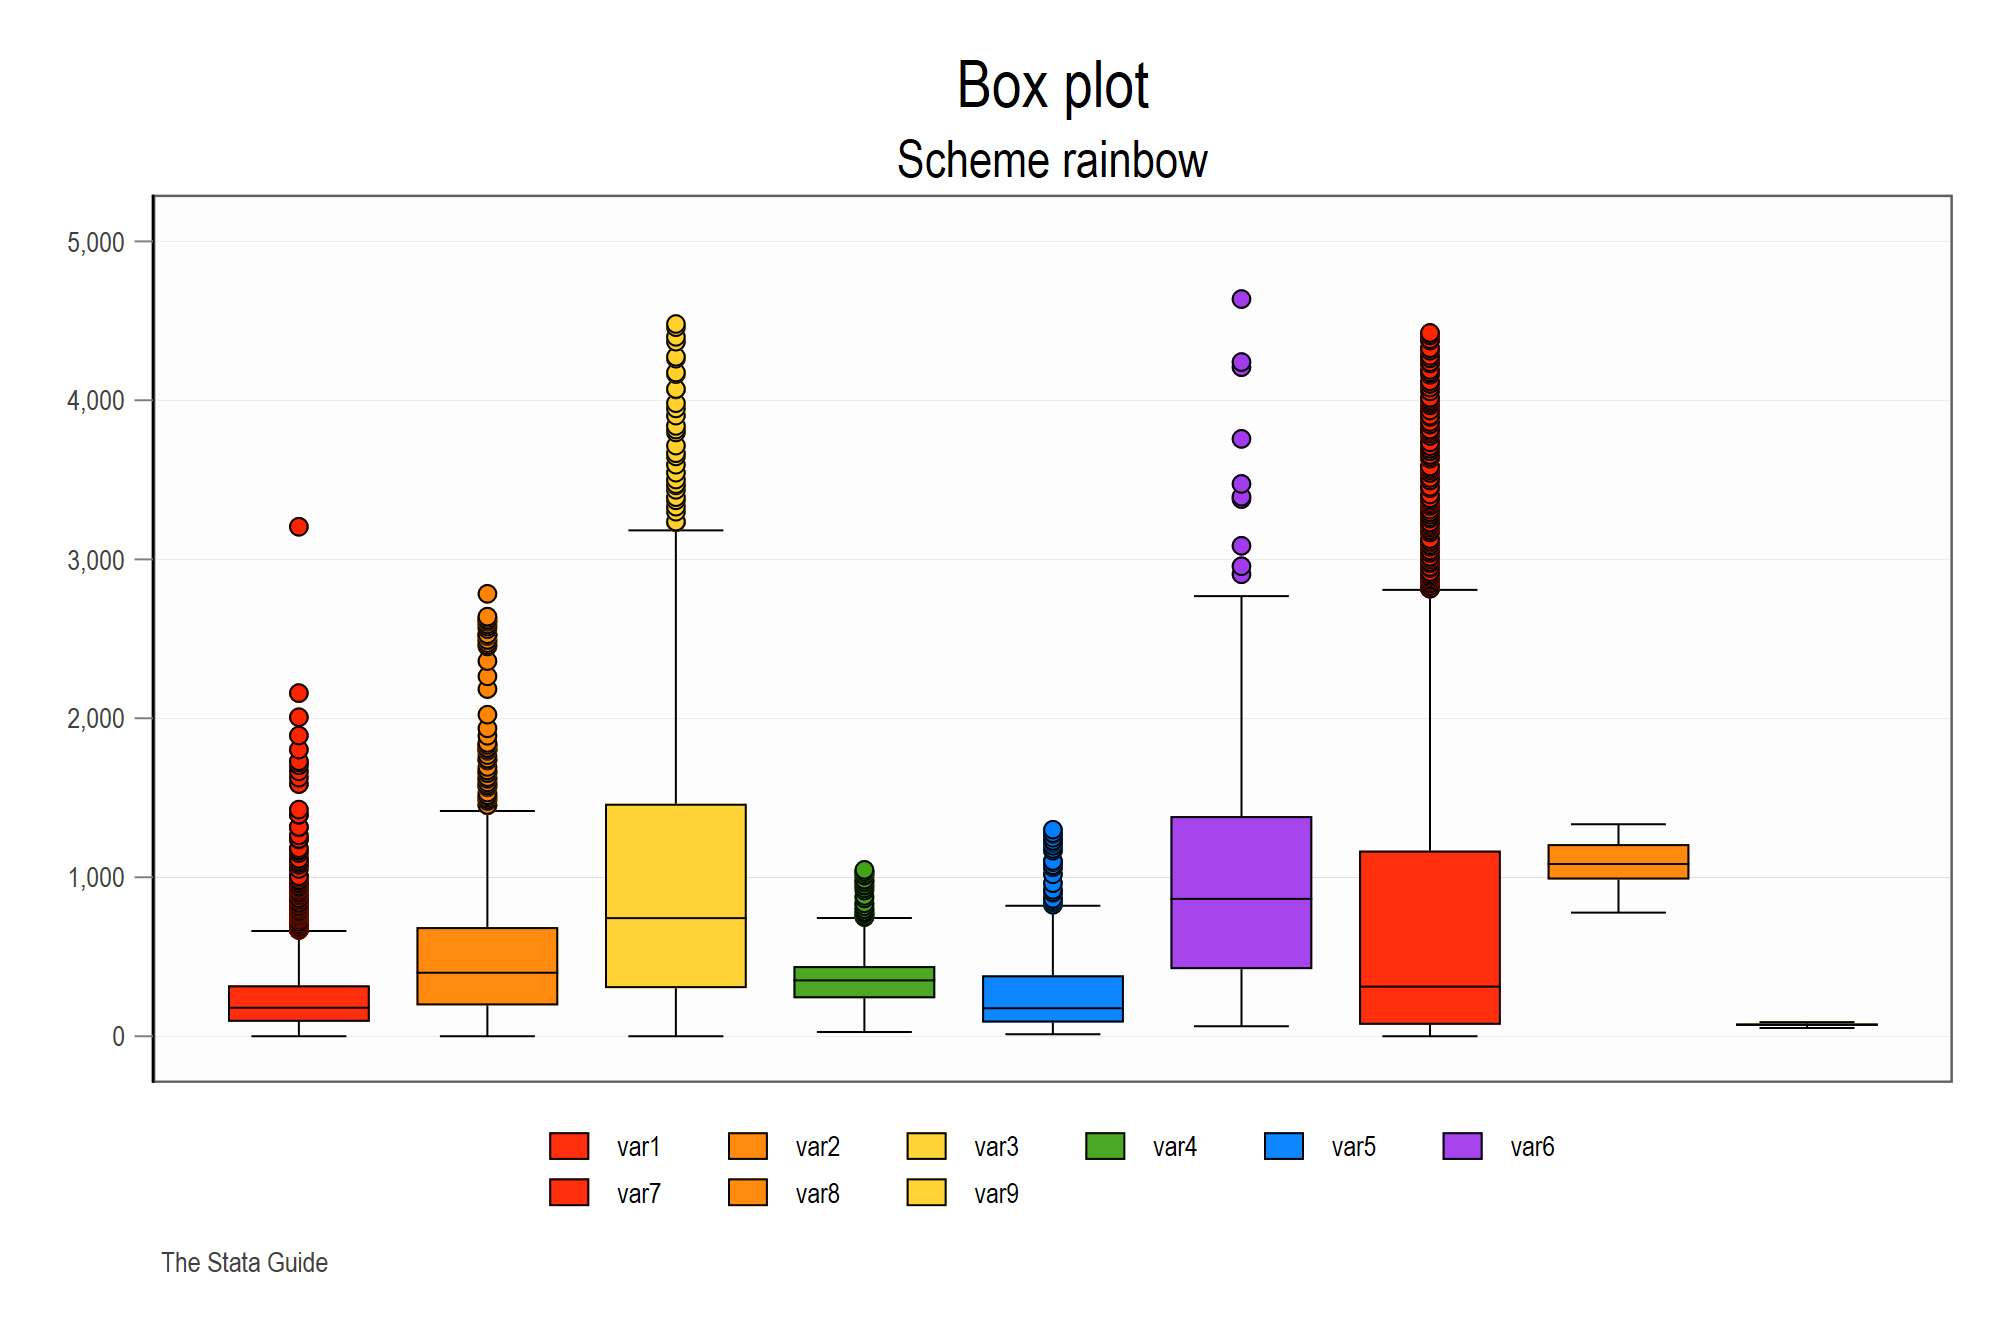 Box plot
Scheme rainbow
5,000
4,000
3,000
2,000
1,000
0
var1 var2 var3 var4 var5 var6
var7 var8 var9
The Stata Guide